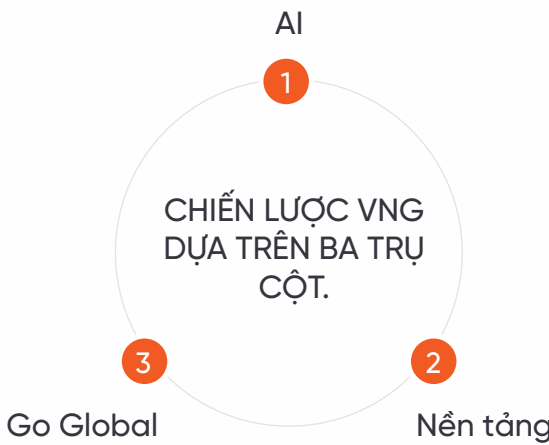 AI
1
CHIẾN LƯỢC VNG
DỰA TRÊN BA TRỤ
CỘT.
3
2
Go Global
Nền tảng